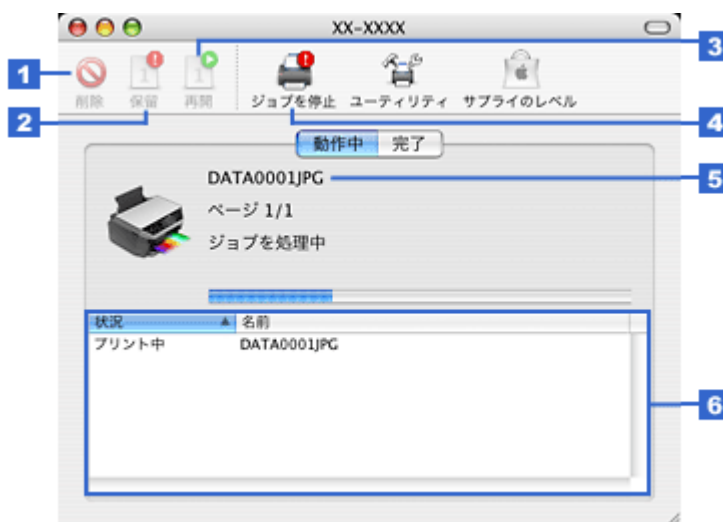 XX-XXXX
1
2
3
4
5
6
削除 保留 再開 ジョブを停止 ユーティリティ サプライのレベル
動作中 完了
DATA0001JPG
ページ 1/1
ジョブを処理中
状況 名前
プリント中 DATA0001JPG